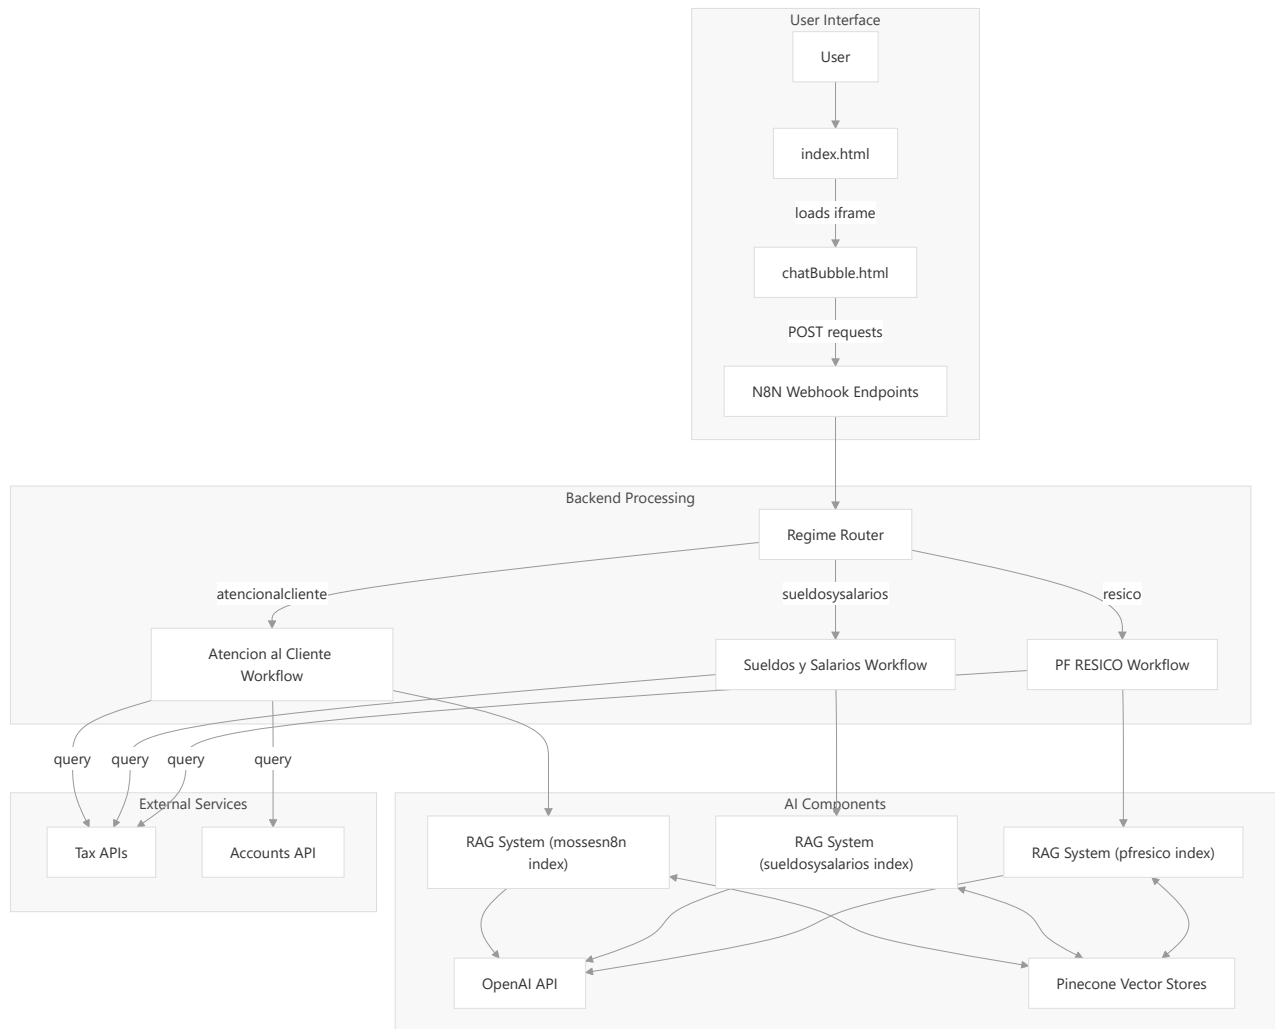 User Interface
User
index.html
loads iframe
chatBubble.html
POST requests
N8N Webhook Endpoints
Backend Processing
Regime Router
atencionalcliente
sueldosysalarios
resico
Atencion al Cliente
Workflow
Sueldos y Salarios Workflow
PF RESICO Workflow
query
query
query
query
External Services
Tax APIs
Accounts API
AI Components
RAG System (mossesn8n
index)
RAG System
(sueldosysalarios index)
RAG System (pfresico index)
OpenAI API
Pinecone Vector Stores